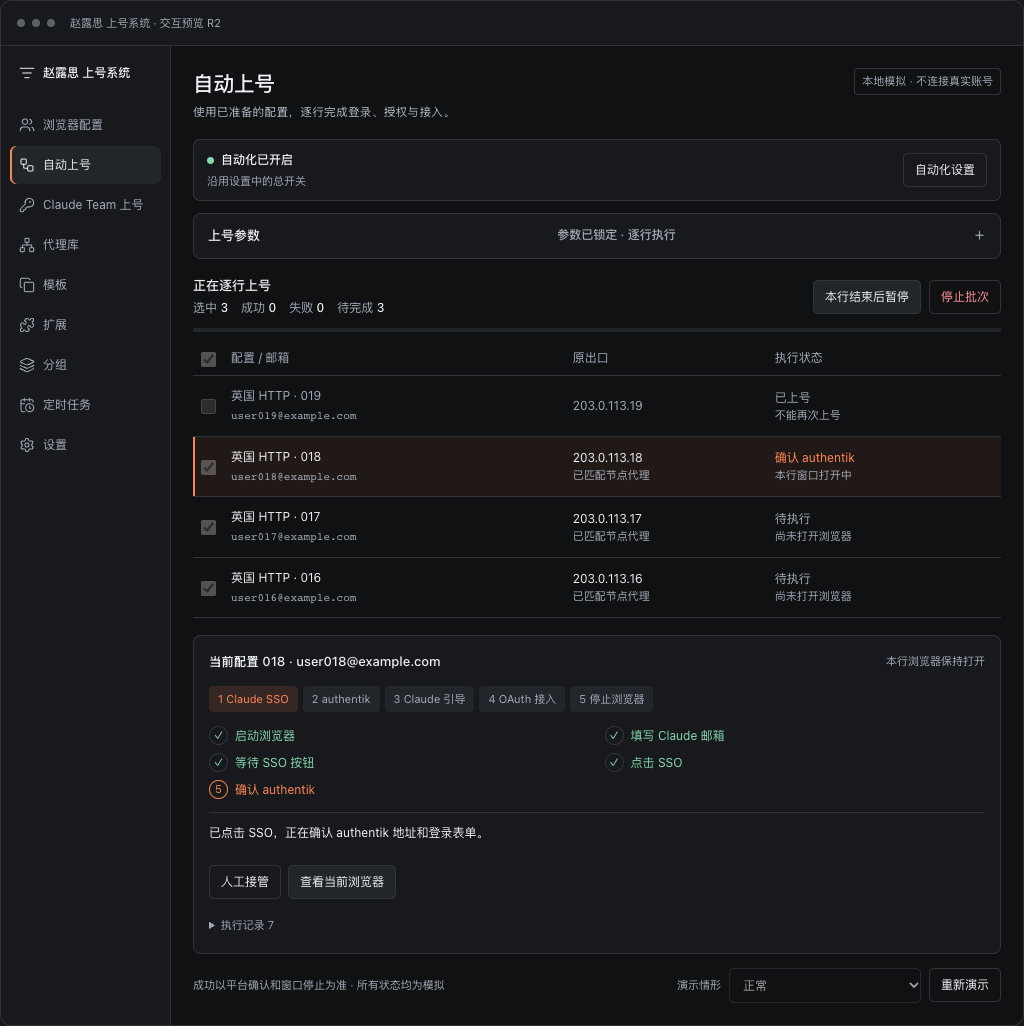 赵露思 上号系统 · 交互预览 R2
赵露思 上号系统
浏览器配置
自动上号
Claude Team 上号
代理库
模板
扩展
分组
定时任务
设置
自动上号
本地模拟 · 不连接真实账号
使用已准备的配置，逐行完成登录、授权与接入。
自动化已开启
沿用设置中的总开关
自动化设置
上号参数
参数已锁定 · 逐行执行
+
正在逐行上号
选中 3 成功 0 失败 0 待完成 3
本行结束后暂停
停止批次
配置 / 邮箱
原出口
执行状态
英国 HTTP · 019
user019@example.com
203.0.113.19
已上号
不能再次上号
英国 HTTP · 018
user018@example.com
203.0.113.18
已匹配节点代理
确认 authentik
本行窗口打开中
英国 HTTP · 017
user017@example.com
203.0.113.17
已匹配节点代理
待执行
尚未打开浏览器
英国 HTTP · 016
user016@example.com
203.0.113.16
已匹配节点代理
待执行
尚未打开浏览器
当前配置 018 · user018@example.com
本行浏览器保持打开
1 Claude SSO
2 authentik
3 Claude 引导
4 OAuth 接入
5 停止浏览器
启动浏览器
填写 Claude 邮箱
等待 SSO 按钮
点击 SSO
5 确认 authentik
已点击 SSO，正在确认 authentik 地址和登录表单。
人工接管
查看当前浏览器
执行记录 7
成功以平台确认和窗口停止为准 · 所有状态均为模拟
演示情形
正常
重新演示